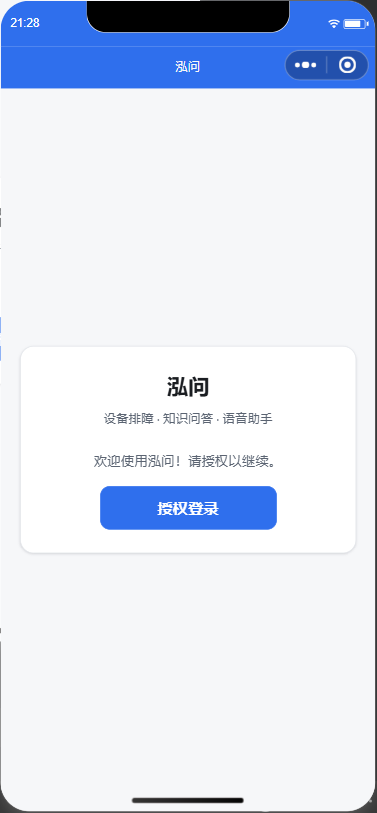 21:28
泓问
泓问
设备排障 · 知识问答 · 语音助手
欢迎使用泓问！请授权以继续。
授权登录